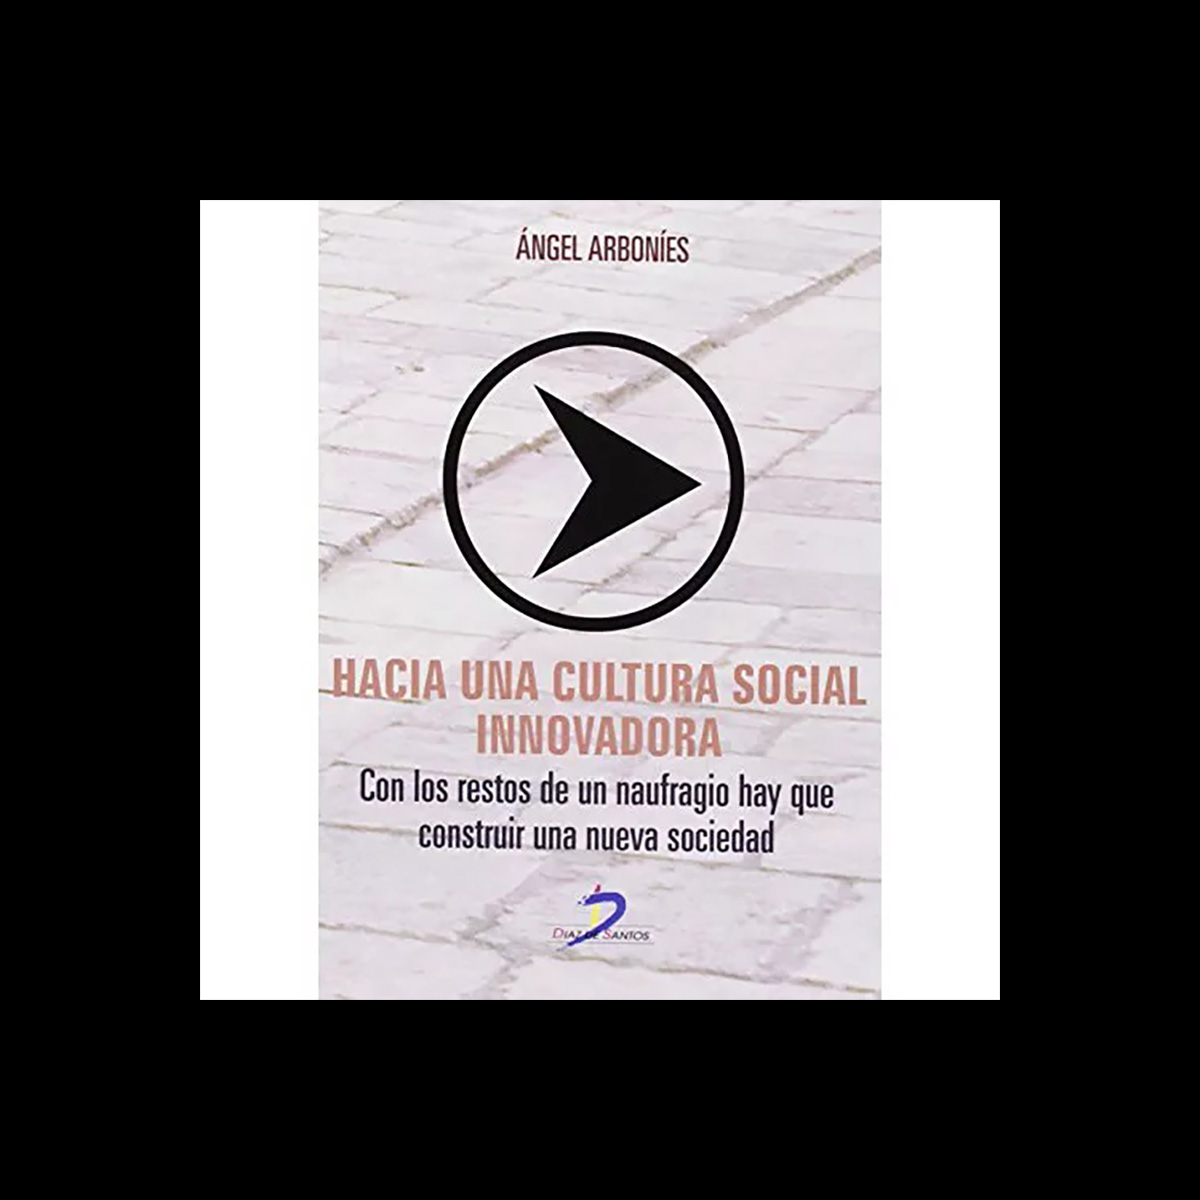 ÁNGEL ARBONÍES
HACIA UNA CULTURA SOCIAL
INNOVADORA
Con los restos de un naufragio hay que
construir una nueva sociedad
DIAZ DE SANTOS